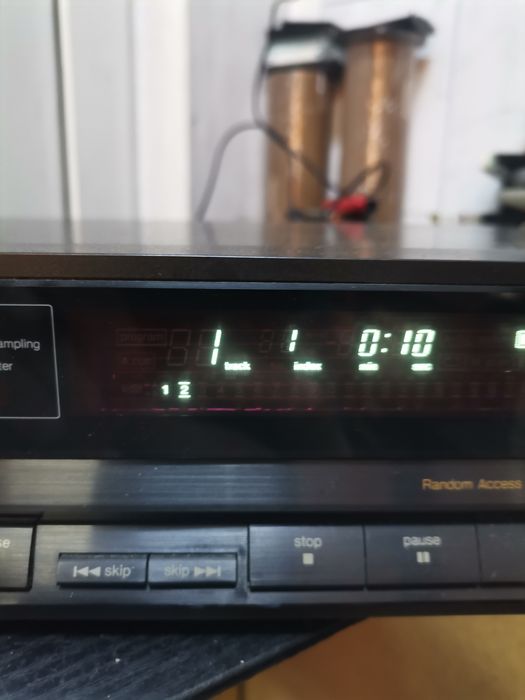 ampling
ter
program
1 1 0:10
track index min sec
1 2
Random Access
se
⏮ skip
skip ⏭
stop
■
pause
⏸